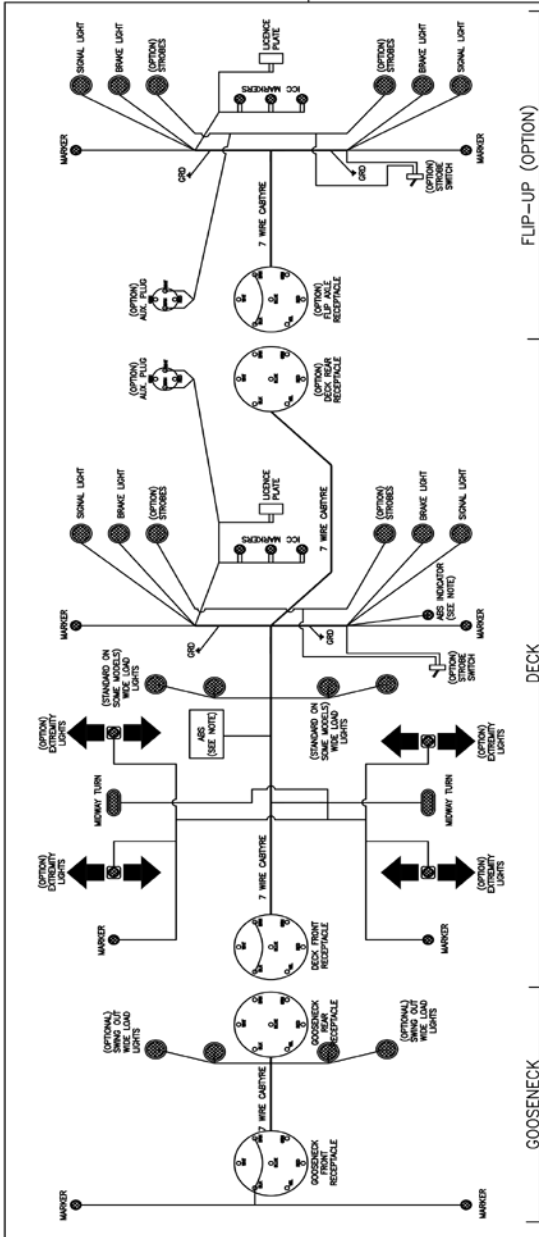 GOOSENECK
MARKER
MARKER
GOOSENECK
FRONT
RECEPTACLE
7 WIRE CABTYRE
(OPTIONAL)
SWING OUT
WIDE LOAD
LIGHTS
GOOSENECK
REAR
RECEPTACLE
(OPTIONAL)
SWING OUT
WIDE LOAD
LIGHTS
DECK
MARKER
DECK FRONT
RECEPTACLE
MARKER
7 WIRE CABTYRE
(OPTION)
EXTREMITY
LIGHTS
(OPTION)
EXTREMITY
LIGHTS
MIDWAY TURN
MIDWAY TURN
(OPTION)
EXTREMITY
LIGHTS
(OPTION)
EXTREMITY
LIGHTS
ABS
(SEE NOTE)
(STANDARD ON
SOME MODELS)
WIDE LOAD
LIGHTS
(STANDARD ON
SOME MODELS)
WIDE LOAD
LIGHTS
MARKER
GRD
GRD
(OPTION)
STROBE
SWITCH
ABS INDICATOR
(SEE NOTE)
MARKER
SIGNAL LIGHT
BRAKE LIGHT
(OPTION)
STROBES
ICC MARKERS
LICENCE
PLATE
7 WIRE CABTYRE
(OPTION)
STROBES
BRAKE LIGHT
SIGNAL LIGHT
(OPTION)
AUX. PLUG
(OPTION)
DECK REAR
RECEPTACLE
FLIP-UP (OPTION)
(OPTION)
AUX. PLUG
(OPTION)
FLIP AXLE
RECEPTACLE
7 WIRE CABTYRE
MARKER
GRD
GRD
(OPTION)
STROBE
SWITCH
MARKER
SIGNAL LIGHT
BRAKE LIGHT
(OPTION)
STROBES
LICENCE
PLATE
ICC MARKERS
(OPTION)
STROBES
BRAKE LIGHT
SIGNAL LIGHT